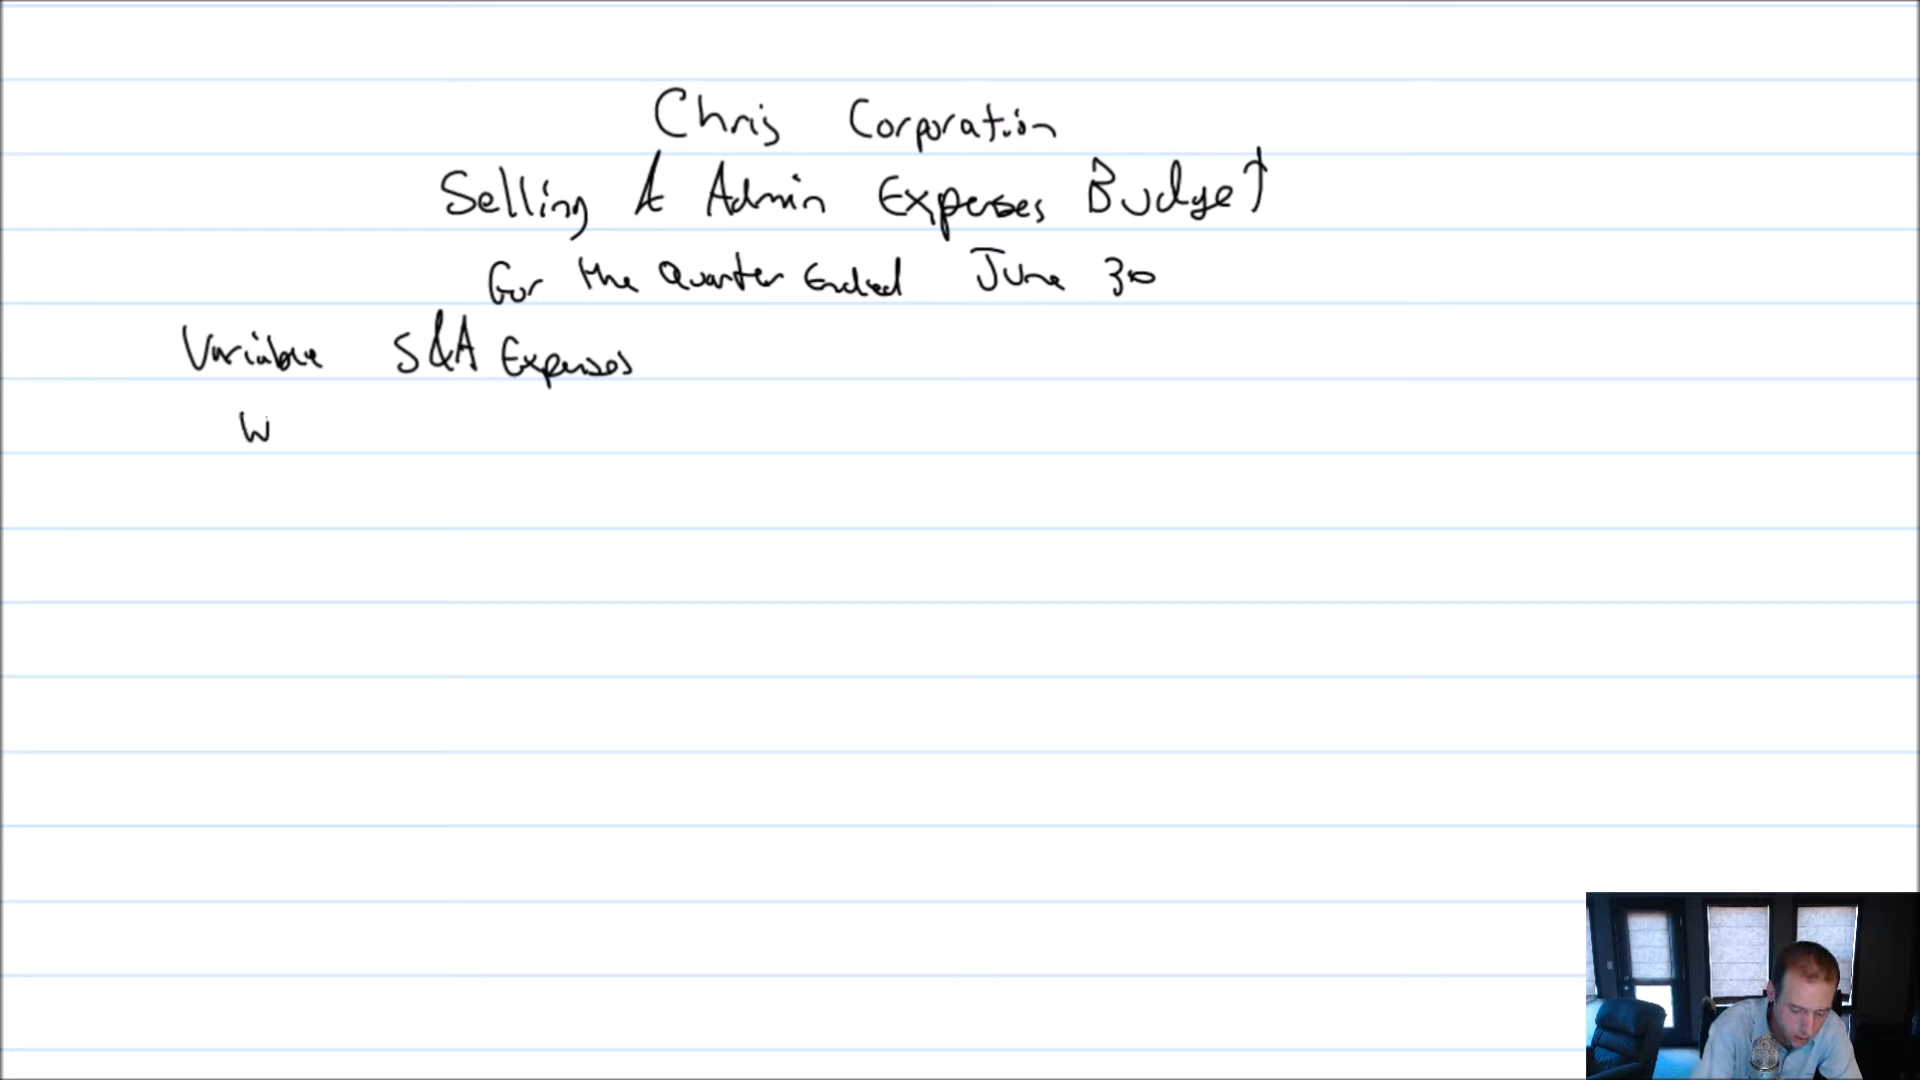 Chris Corporation
Selling & Admin Expenses Budget
For the Quarter Ended June 30
Variable S&A Expenses
W